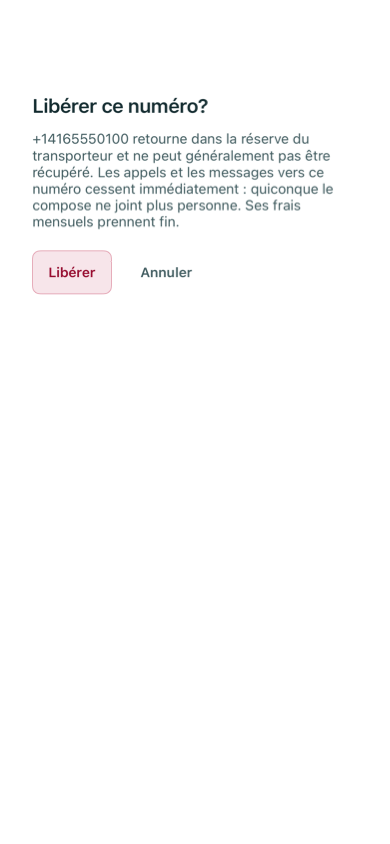 Libérer ce numéro?
+14165550100 retourne dans la réserve du
transporteur et ne peut généralement pas être
récupéré. Les appels et les messages vers ce
numéro cessent immédiatement : quiconque le
compose ne joint plus personne. Ses frais
mensuels prennent fin.
Libérer
Annuler